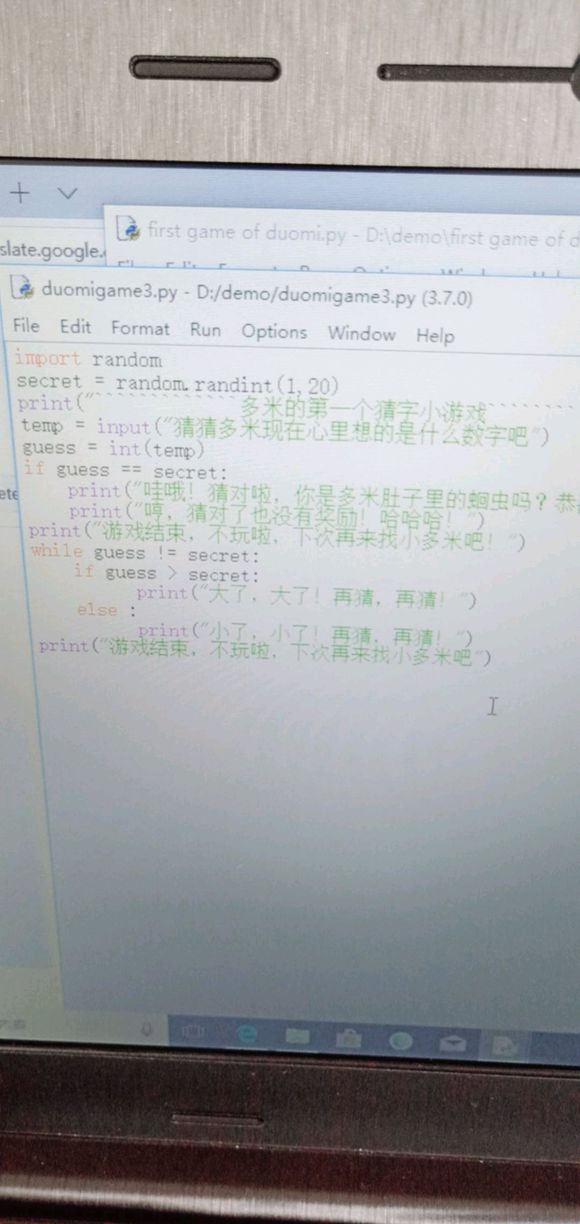 slate.google.
first game of duomi.py - D:\demo\first game of d
duomigame3.py - D:/demo/duomigame3.py (3.7.0)
File Edit Format Run Options Window Help
import random
secret = random.randint(1,20)
print("`````````````多米的第一个猜字小游戏````````
temp = input("猜猜多米现在心里想的是什么数字吧")
guess = int(temp)
if guess == secret:
print("哇哦！猜对啦，你是多米肚子里的蛔虫吗？恭
print("哼，猜对了也没有奖励！哈哈哈！")
print("游戏结束，不玩啦，下次再来找小多米吧！")
while guess != secret:
if guess > secret:
print("大了，大了！再猜，再猜！")
else :
print("小了，小了！再猜，再猜！")
print("游戏结束，不玩啦，下次再来找小多米吧")